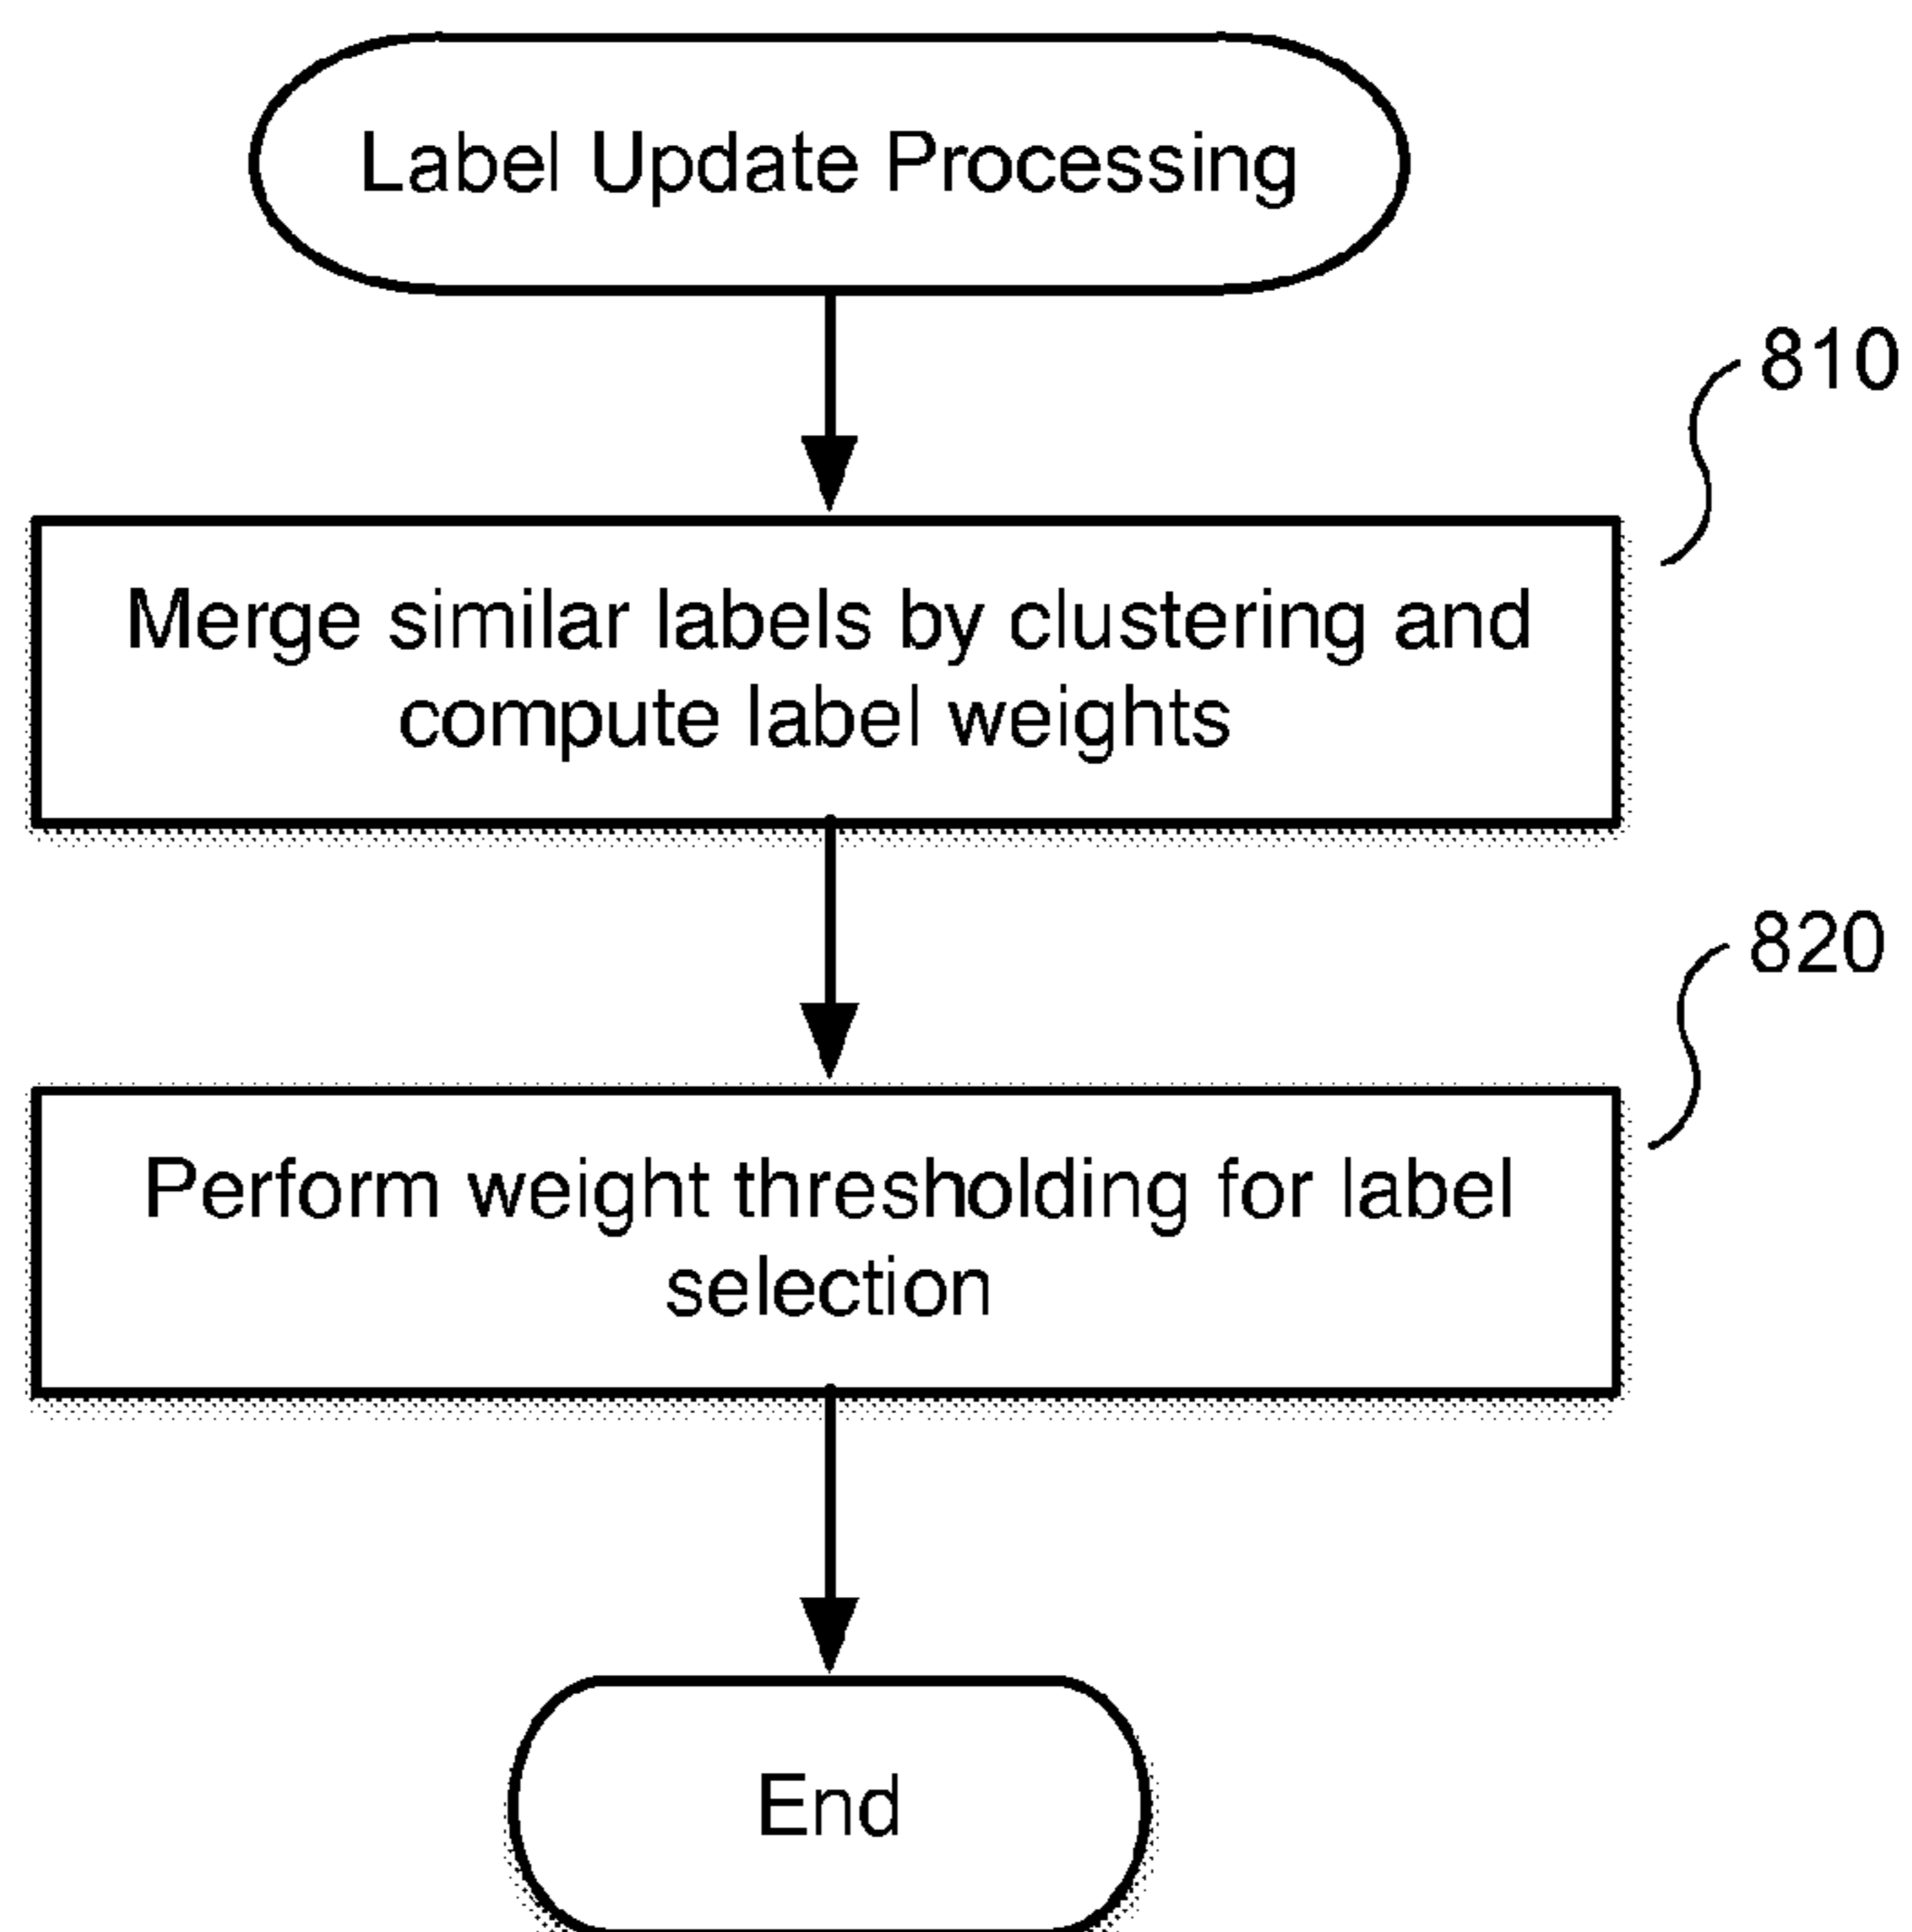 Label Update Processing
810
Merge similar labels by clustering and
compute label weights
820
Perform weight thresholding for label
selection
End